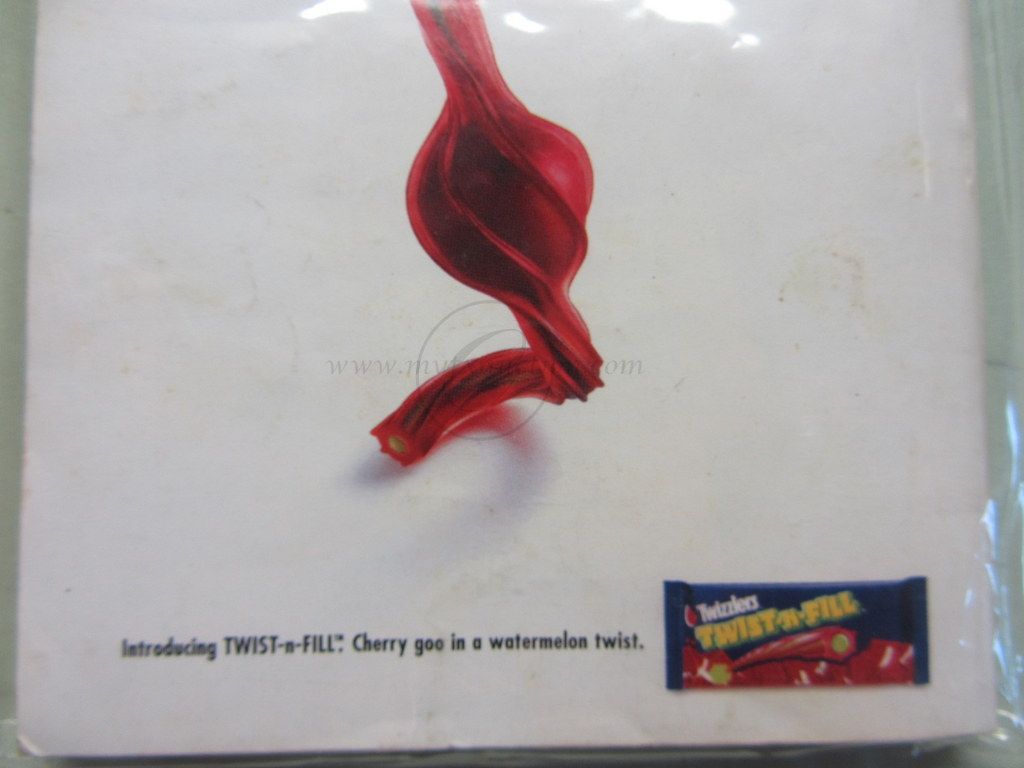 Introducing TWIST-n-FILL™. Cherry goo in a watermelon twist.
Twizzlers
TWIST-n-FILL